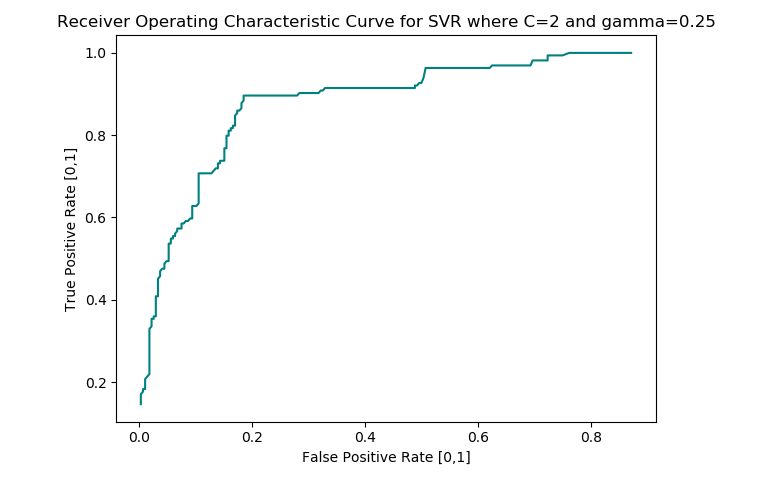 Receiver Operating Characteristic Curve for SVR where C=2 and gamma=0.25
1.0
0.8
0.6
0.4
0.2
True Positive Rate [0,1]
0.0 0.2 0.4 0.6 0.8
False Positive Rate [0,1]